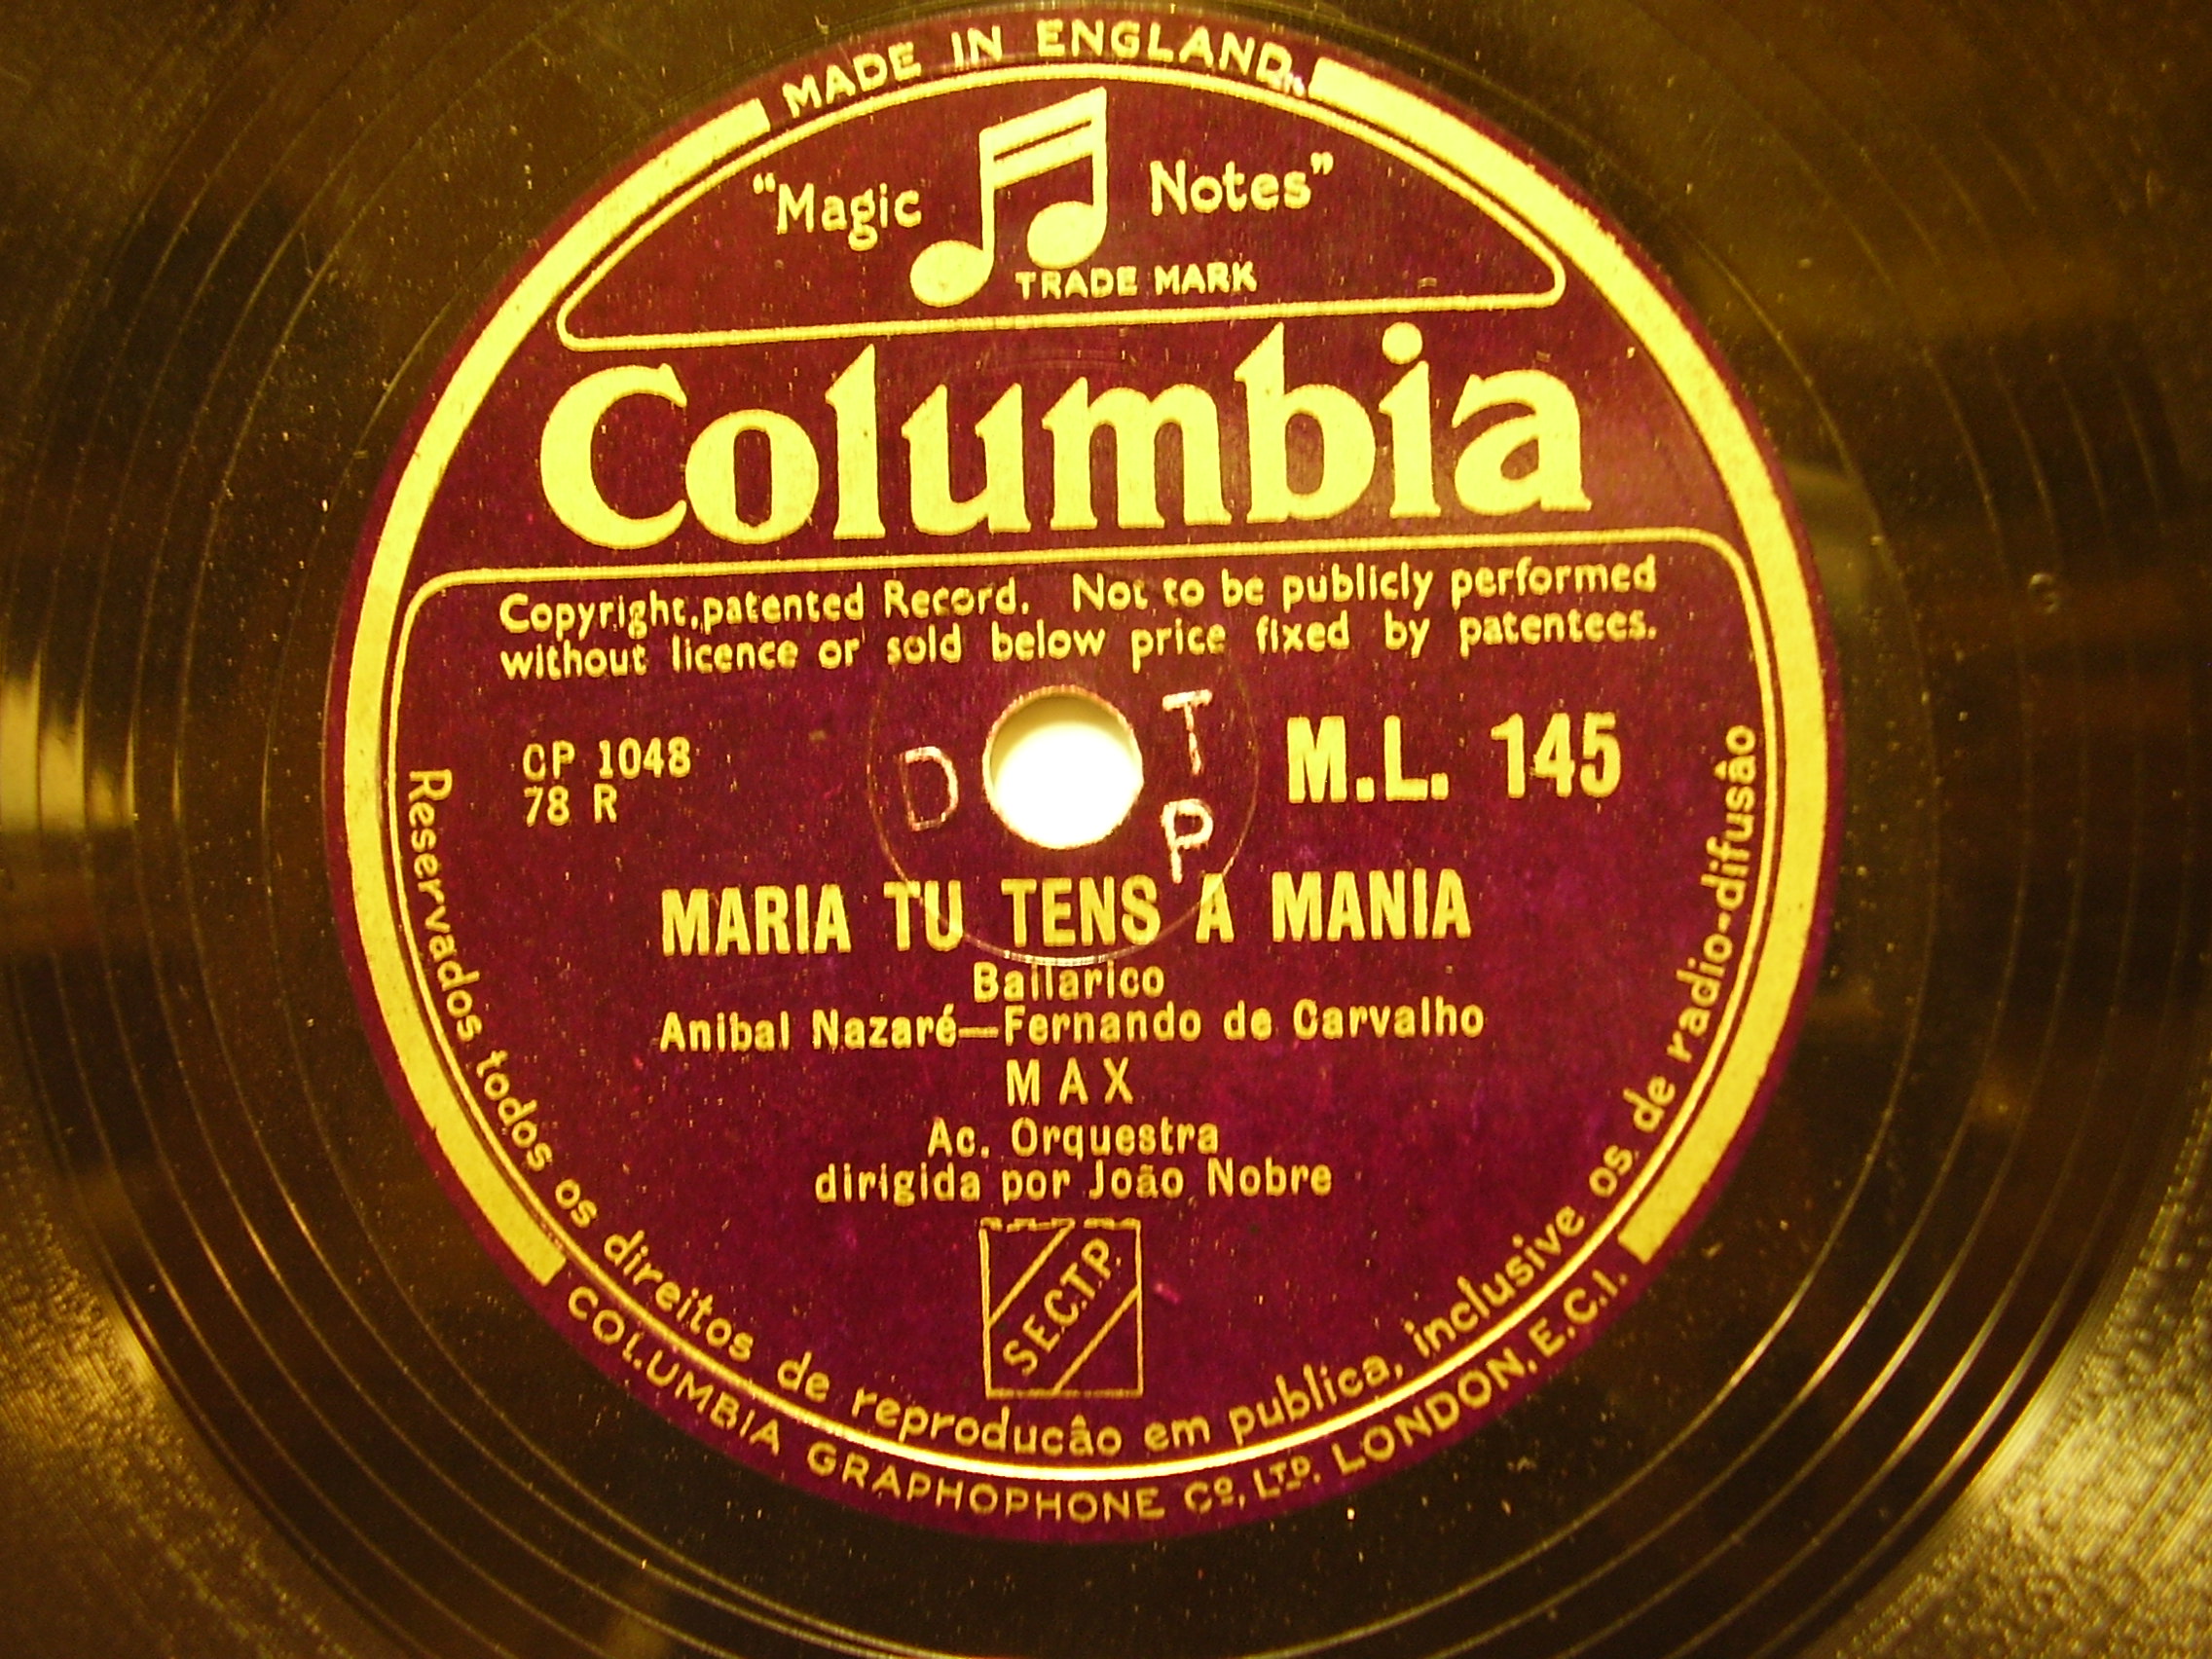 MADE IN ENGLAND.
"Magic Notes"
TRADE MARK
Columbia
Copyright, patented Record. Not to be publicly performed
without licence or sold below price fixed by patentees.
CP 1048
78 R
D
T
P
M.L. 145
MARIA TU TENS A MANIA
Bailarico
Anibal Nazaré—Fernando de Carvalho
MAX
Ac. Orquestra
dirigida por João Nobre
S.E.C.T.P.
Reservados todos os direitos de reproducâo em publica, inclusive os de radio-difusâo
COLUMBIA GRAPHOPHONE Co, LTD. LONDON, E.C.I.